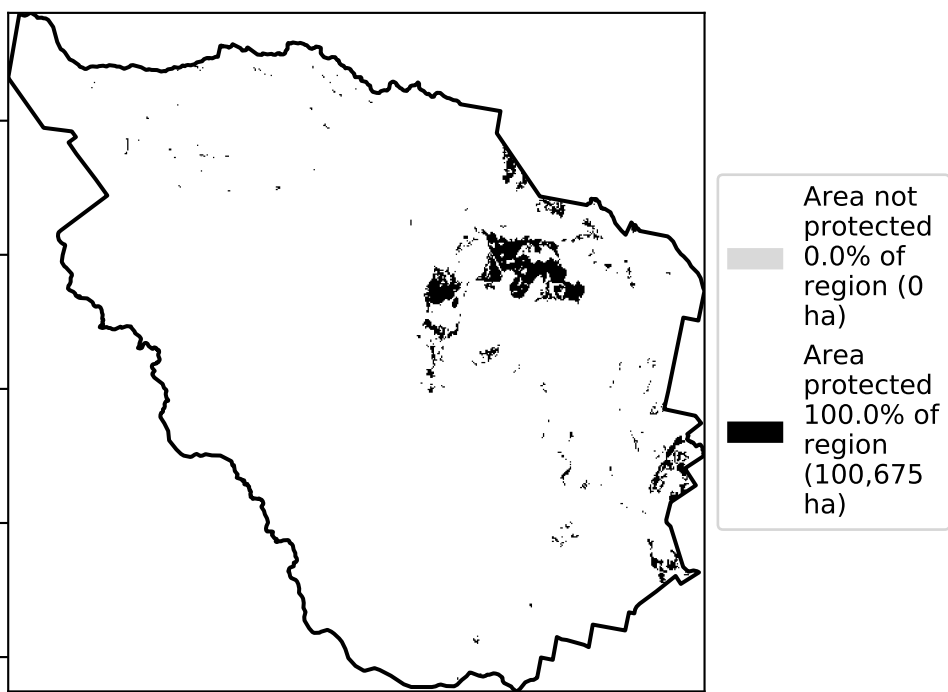 Area not
protected
0.0% of
region (0
ha)
Area
protected
100.0% of
region
(100,675
ha)